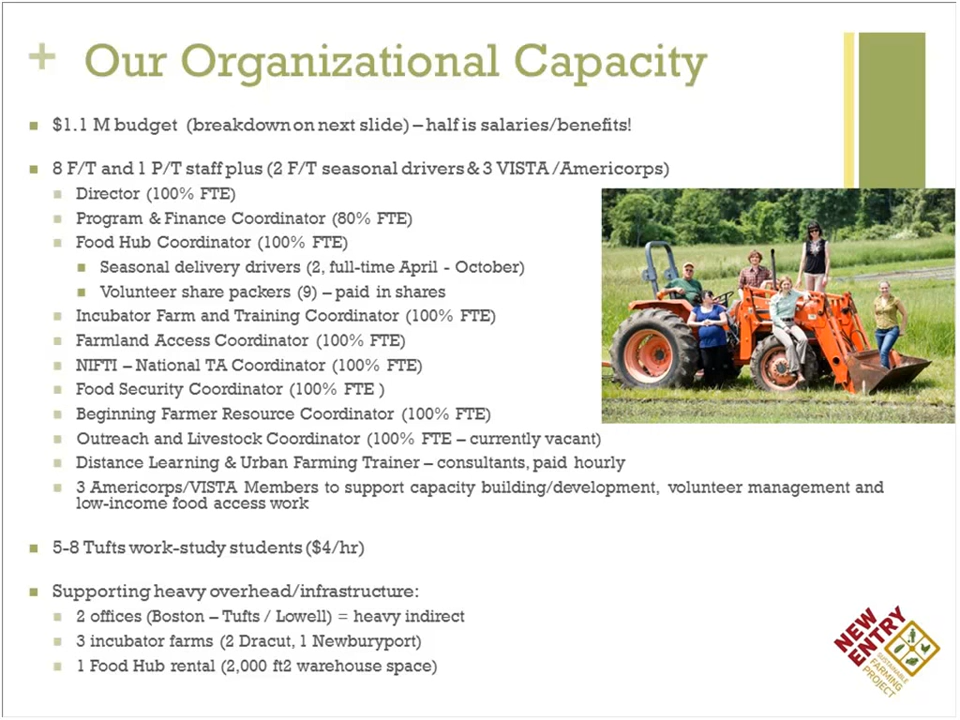 + Our Organizational Capacity
$1.1 M budget (breakdown on next slide) – half is salaries/benefits!
8 F/T and 1 P/T staff plus (2 F/T seasonal drivers & 3 VISTA /Americorps)
Director (100% FTE)
Program & Finance Coordinator (80% FTE)
Food Hub Coordinator (100% FTE)
Seasonal delivery drivers (2, full-time April - October)
Volunteer share packers (9) – paid in shares
Incubator Farm and Training Coordinator (100% FTE)
Farmland Access Coordinator (100% FTE)
NIFTI – National TA Coordinator (100% FTE)
Food Security Coordinator (100% FTE )
Beginning Farmer Resource Coordinator (100% FTE)
Outreach and Livestock Coordinator (100% FTE – currently vacant)
Distance Learning & Urban Farming Trainer – consultants, paid hourly
3 Americorps/VISTA Members to support capacity building/development, volunteer management and
low-income food access work
5-8 Tufts work-study students ($4/hr)
Supporting heavy overhead/infrastructure:
2 offices (Boston – Tufts / Lowell) = heavy indirect
3 incubator farms (2 Dracut, 1 Newburyport)
1 Food Hub rental (2,000 ft2 warehouse space)
NEW
ENTRY
SUSTAINABLE
FARMING
PROJECT